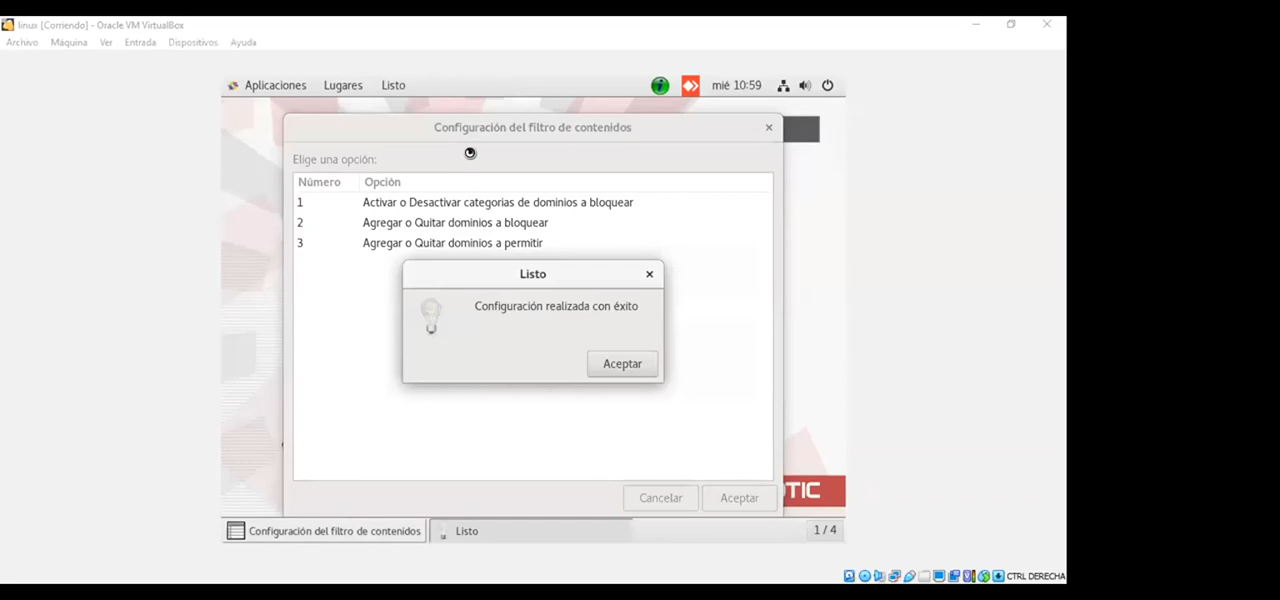 linux [Corriendo] - Oracle VM VirtualBox
Archivo Máquina Ver Entrada Dispositivos Ayuda
Aplicaciones Lugares Listo mié 10:59
Configuración del filtro de contenidos
Elige una opción:
Número Opción
1 Activar o Desactivar categorias de dominios a bloquear
2 Agregar o Quitar dominios a bloquear
3 Agregar o Quitar dominios a permitir
Listo
Configuración realizada con éxito
Aceptar
Cancelar Aceptar
TIC
Configuración del filtro de contenidos Listo 1 / 4
CTRL DERECHA